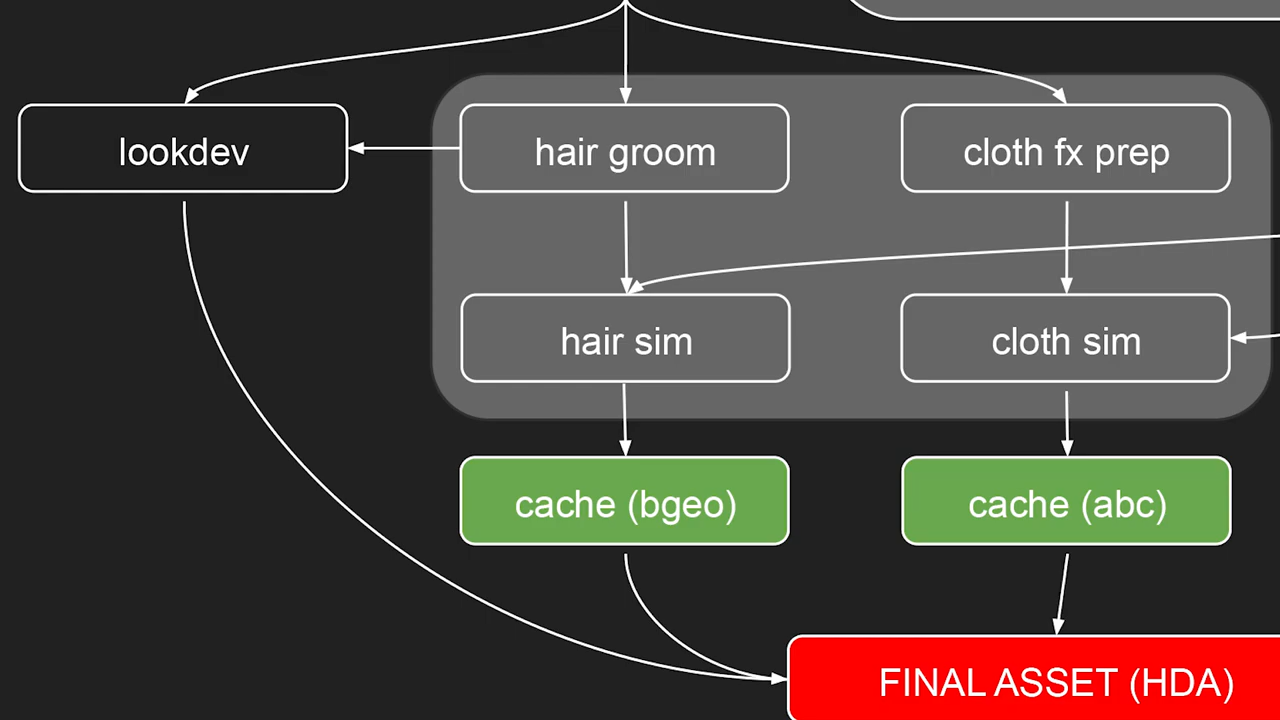 lookdev
hair groom
cloth fx prep
hair sim
cloth sim
cache (bgeo)
cache (abc)
FINAL ASSET (HDA)